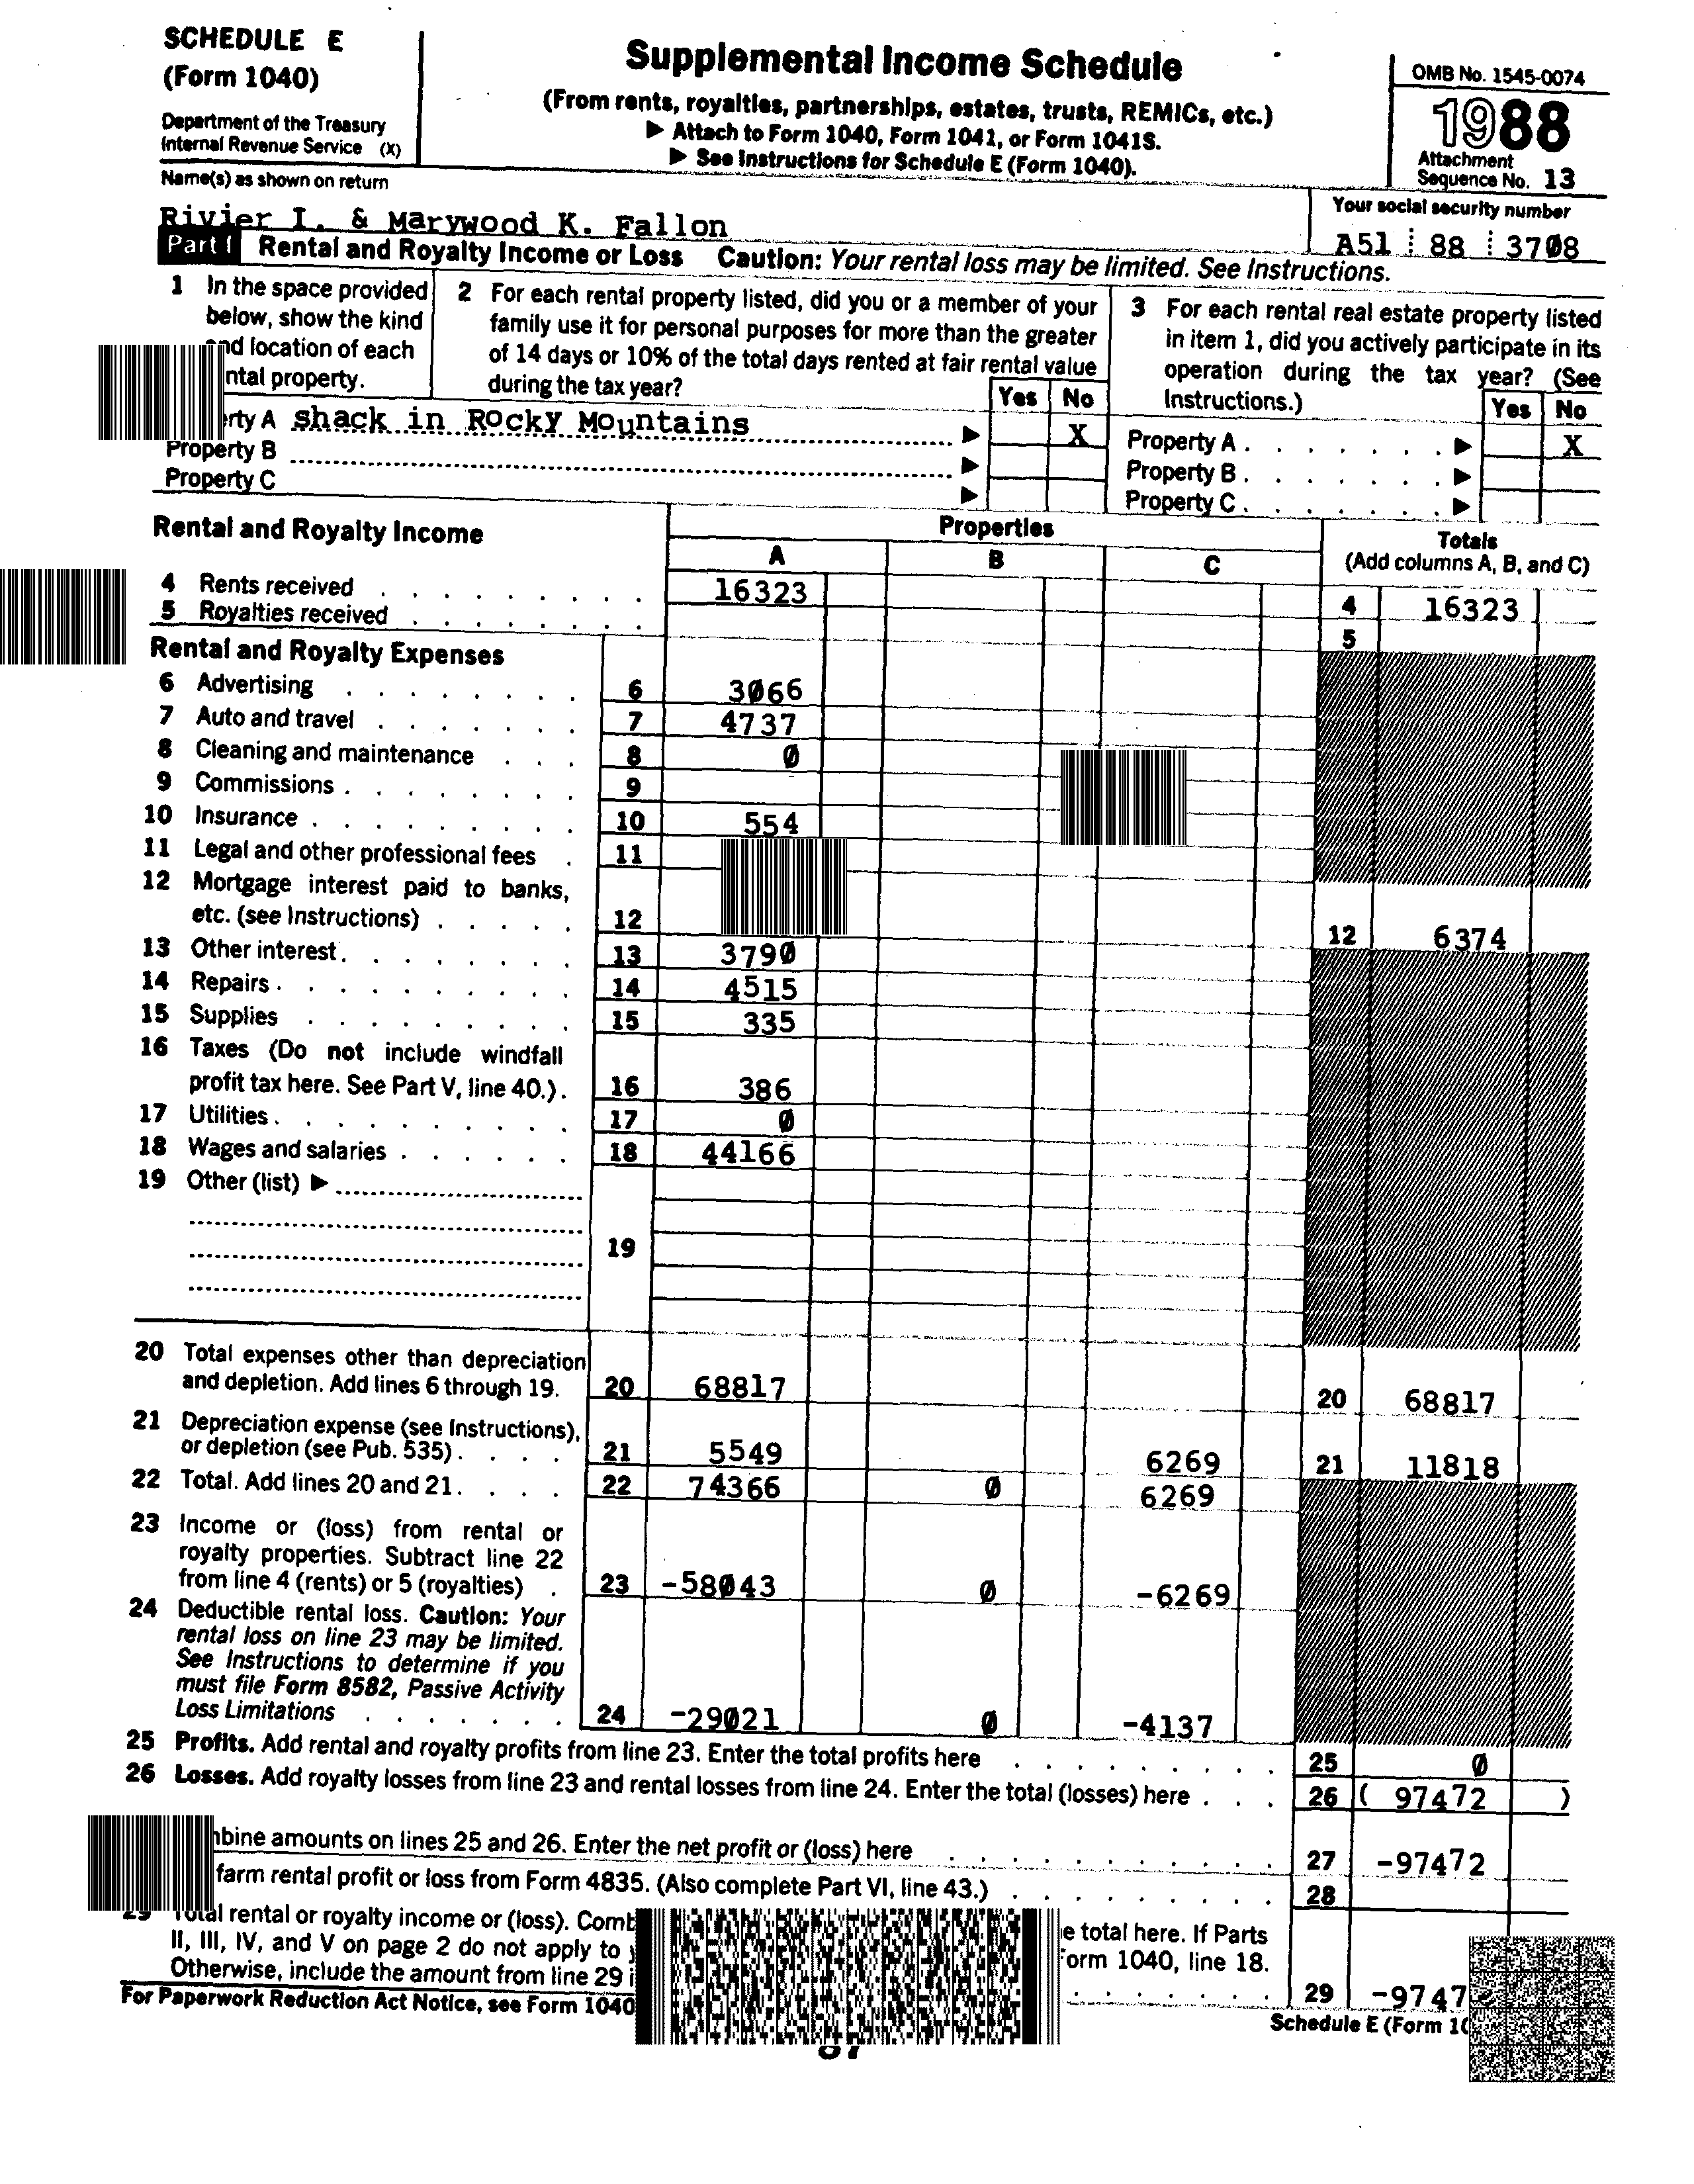 SCHEDULE E
(Form 1040)
Department of the Treasury
Internal Revenue Service (X)
Supplemental Income Schedule
(From rents, royalties, partnerships, estates, trusts, REMICs, etc.)
▶ Attach to Form 1040, Form 1041, or Form 1041S.
▶ See Instructions for Schedule E (Form 1040).
OMB No. 1545-0074
1988
Attachment
Sequence No. 13
Name(s) as shown on return
Rivier I. & Marywood K. Fallon
Your social security number
A51 88 3708
Part I Rental and Royalty Income or Loss Caution: Your rental loss may be limited. See Instructions.
1 In the space provided
below, show the kind
and location of each
ntal property.
2 For each rental property listed, did you or a member of your
family use it for personal purposes for more than the greater
of 14 days or 10% of the total days rented at fair rental value
during the tax year?
Yes No
3 For each rental real estate property listed
in item 1, did you actively participate in its
operation during the tax year? (See
Instructions.)
Yes No
erty A shack in Rocky Mountains ▶ X
Property B ▶
Property C ▶
Property A . . . . . . . ▶ X
Property B . . . . . . . ▶
Property C . . . . . . . ▶
Rental and Royalty Income
Properties
A B C
Totals
(Add columns A, B, and C)
4 Rents received 16323 4 16323
5 Royalties received 5
Rental and Royalty Expenses
6 Advertising 6 3066
7 Auto and travel 7 4737
8 Cleaning and maintenance 8 0
9 Commissions 9
10 Insurance 10 554
11 Legal and other professional fees 11
12 Mortgage interest paid to banks,
etc. (see Instructions) 12 12 6374
13 Other interest 13 3790
14 Repairs 14 4515
15 Supplies 15 335
16 Taxes (Do not include windfall
profit tax here. See Part V, line 40.) 16 386
17 Utilities 17 0
18 Wages and salaries 18 44166
19 Other (list) ▶
19
20 Total expenses other than depreciation
and depletion. Add lines 6 through 19. 20 68817 20 68817
21 Depreciation expense (see Instructions),
or depletion (see Pub. 535) 21 5549 6269 21 11818
22 Total. Add lines 20 and 21 22 74366 0 6269
23 Income or (loss) from rental or
royalty properties. Subtract line 22
from line 4 (rents) or 5 (royalties) 23 -58043 0 -6269
24 Deductible rental loss. Caution: Your
rental loss on line 23 may be limited.
See Instructions to determine if you
must file Form 8582, Passive Activity
Loss Limitations 24 -29021 0 -4137
25 Profits. Add rental and royalty profits from line 23. Enter the total profits here 25 0
26 Losses. Add royalty losses from line 23 and rental losses from line 24. Enter the total (losses) here 26 ( 97472 )
nbine amounts on lines 25 and 26. Enter the net profit or (loss) here 27 -97472
farm rental profit or loss from Form 4835. (Also complete Part VI, line 43.) 28
29 Total rental or royalty income or (loss). Comb e total here. If Parts
II, III, IV, and V on page 2 do not apply to orm 1040, line 18.
Otherwise, include the amount from line 29 i 29 -9747
For Paperwork Reduction Act Notice, see Form 1040
Schedule E (Form 10